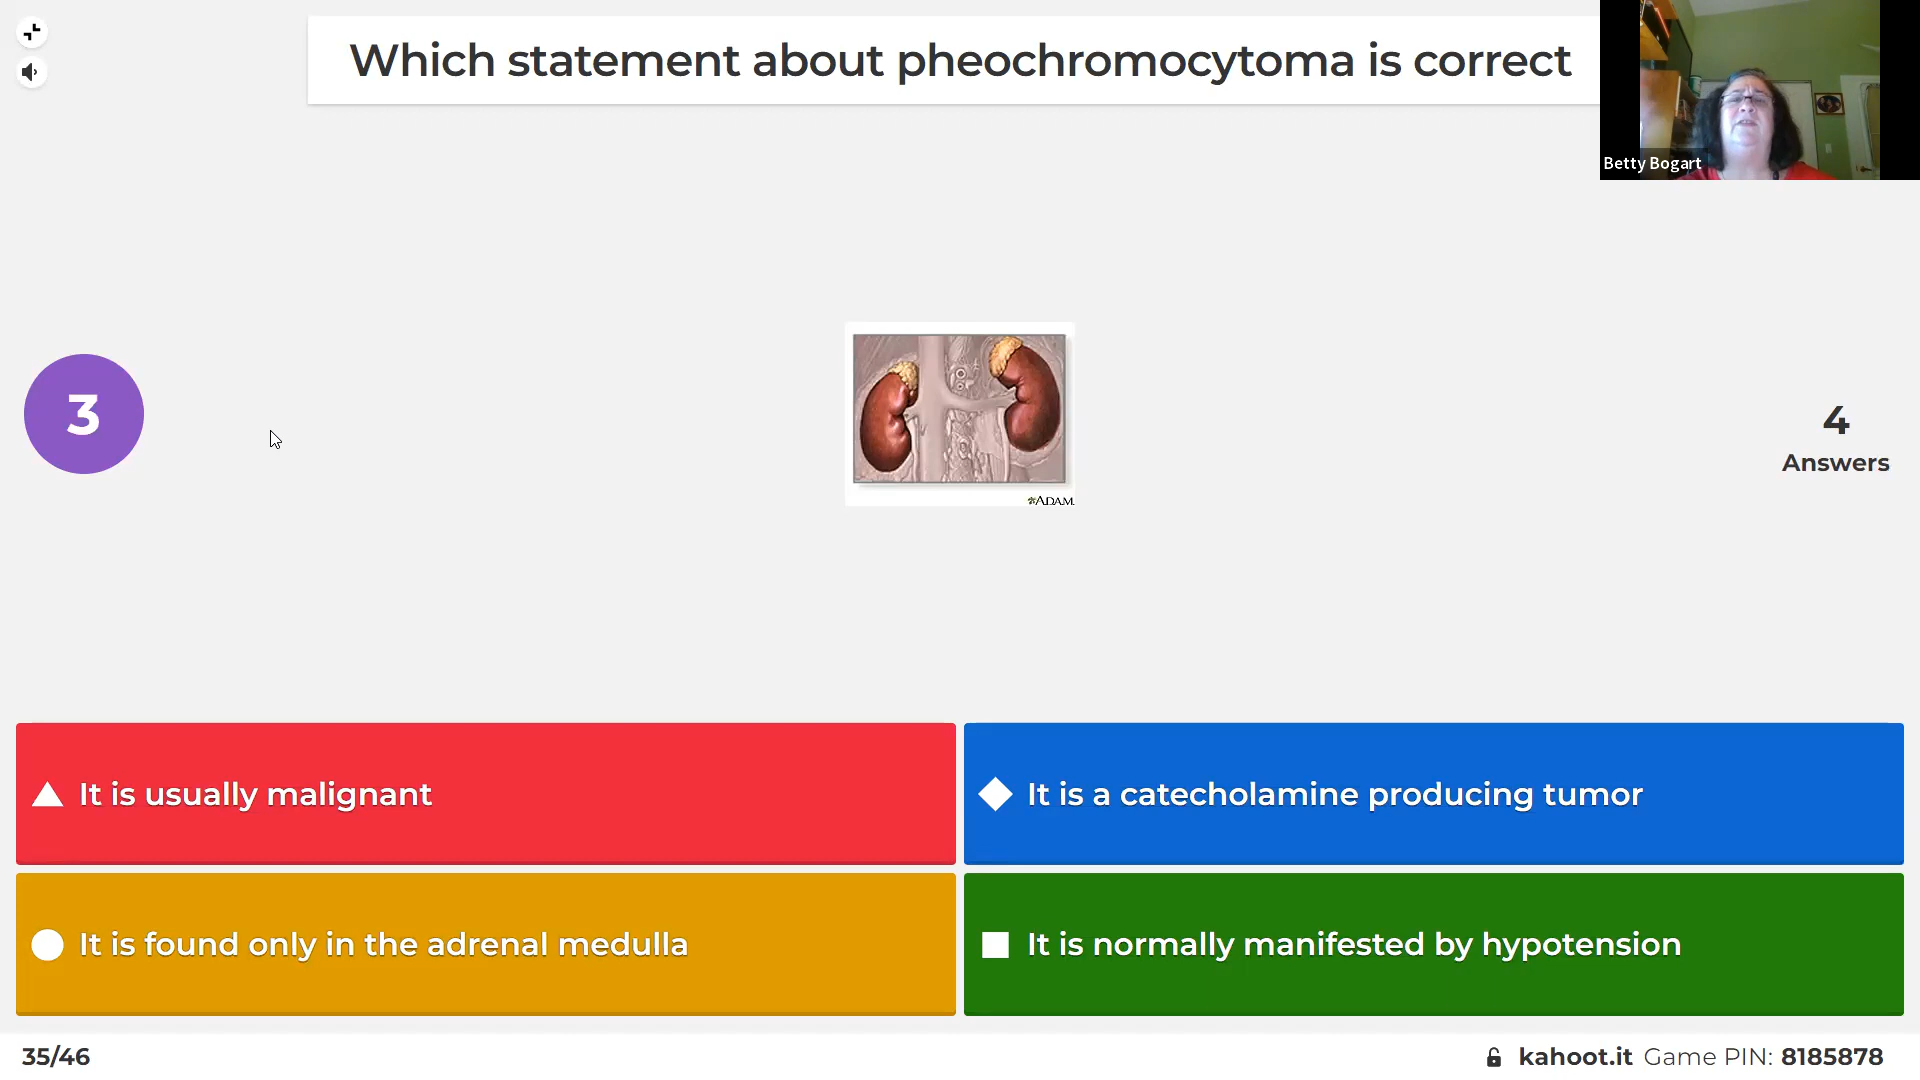 Which statement about pheochromocytoma is correct
Betty Bogart
3
ADAM.
4
Answers
It is usually malignant
It is a catecholamine producing tumor
It is found only in the adrenal medulla
It is normally manifested by hypotension
35/46
kahoot.it Game PIN: 8185878